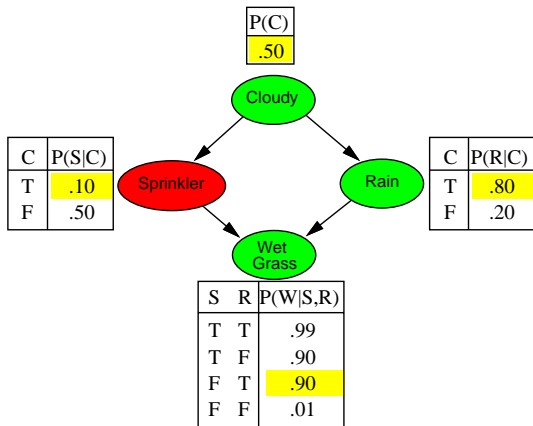 P(C)
.50
Cloudy
C P(S|C)
T .10
F .50
Sprinkler
Rain
C P(R|C)
T .80
F .20
Wet
Grass
S R P(W|S,R)
T T .99
T F .90
F T .90
F F .01